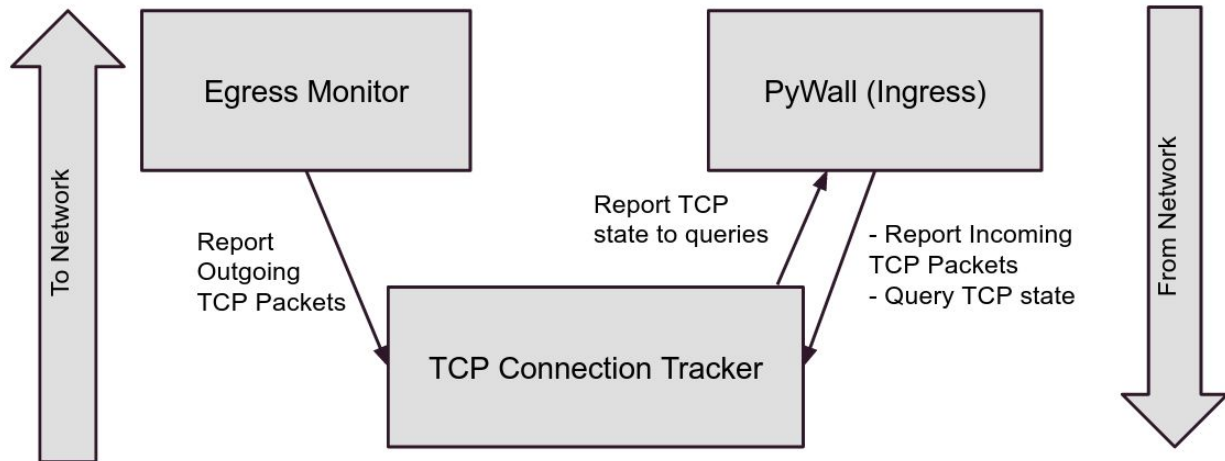 Egress Monitor
PyWall (Ingress)
To Network
From Network
Report
Outgoing
TCP Packets
Report TCP
state to queries
- Report Incoming
TCP Packets
- Query TCP state
TCP Connection Tracker